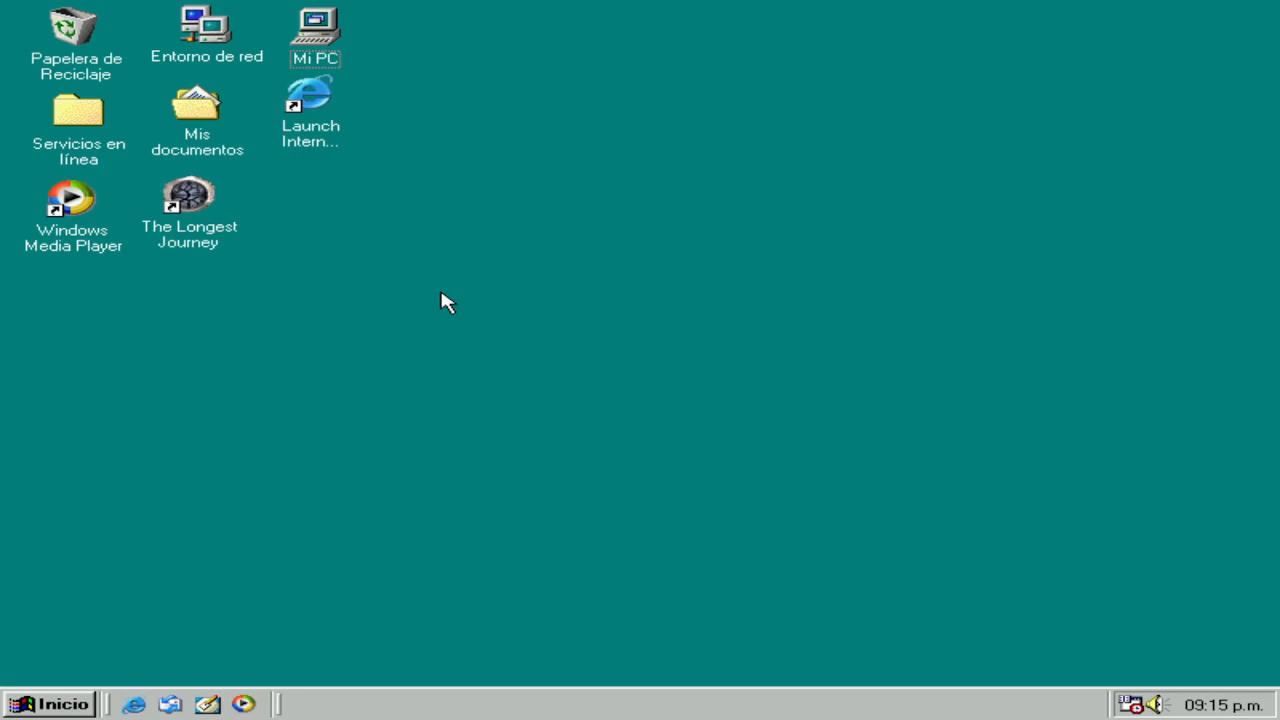 Papelera de
Reciclaje
Entorno de red
Mi PC
Servicios en
línea
Mis
documentos
Launch
Intern...
Windows
Media Player
The Longest
Journey
Inicio
09:15 p.m.